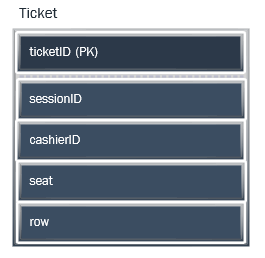 Ticket
ticketID (PK)
sessionID
cashierID
seat
row